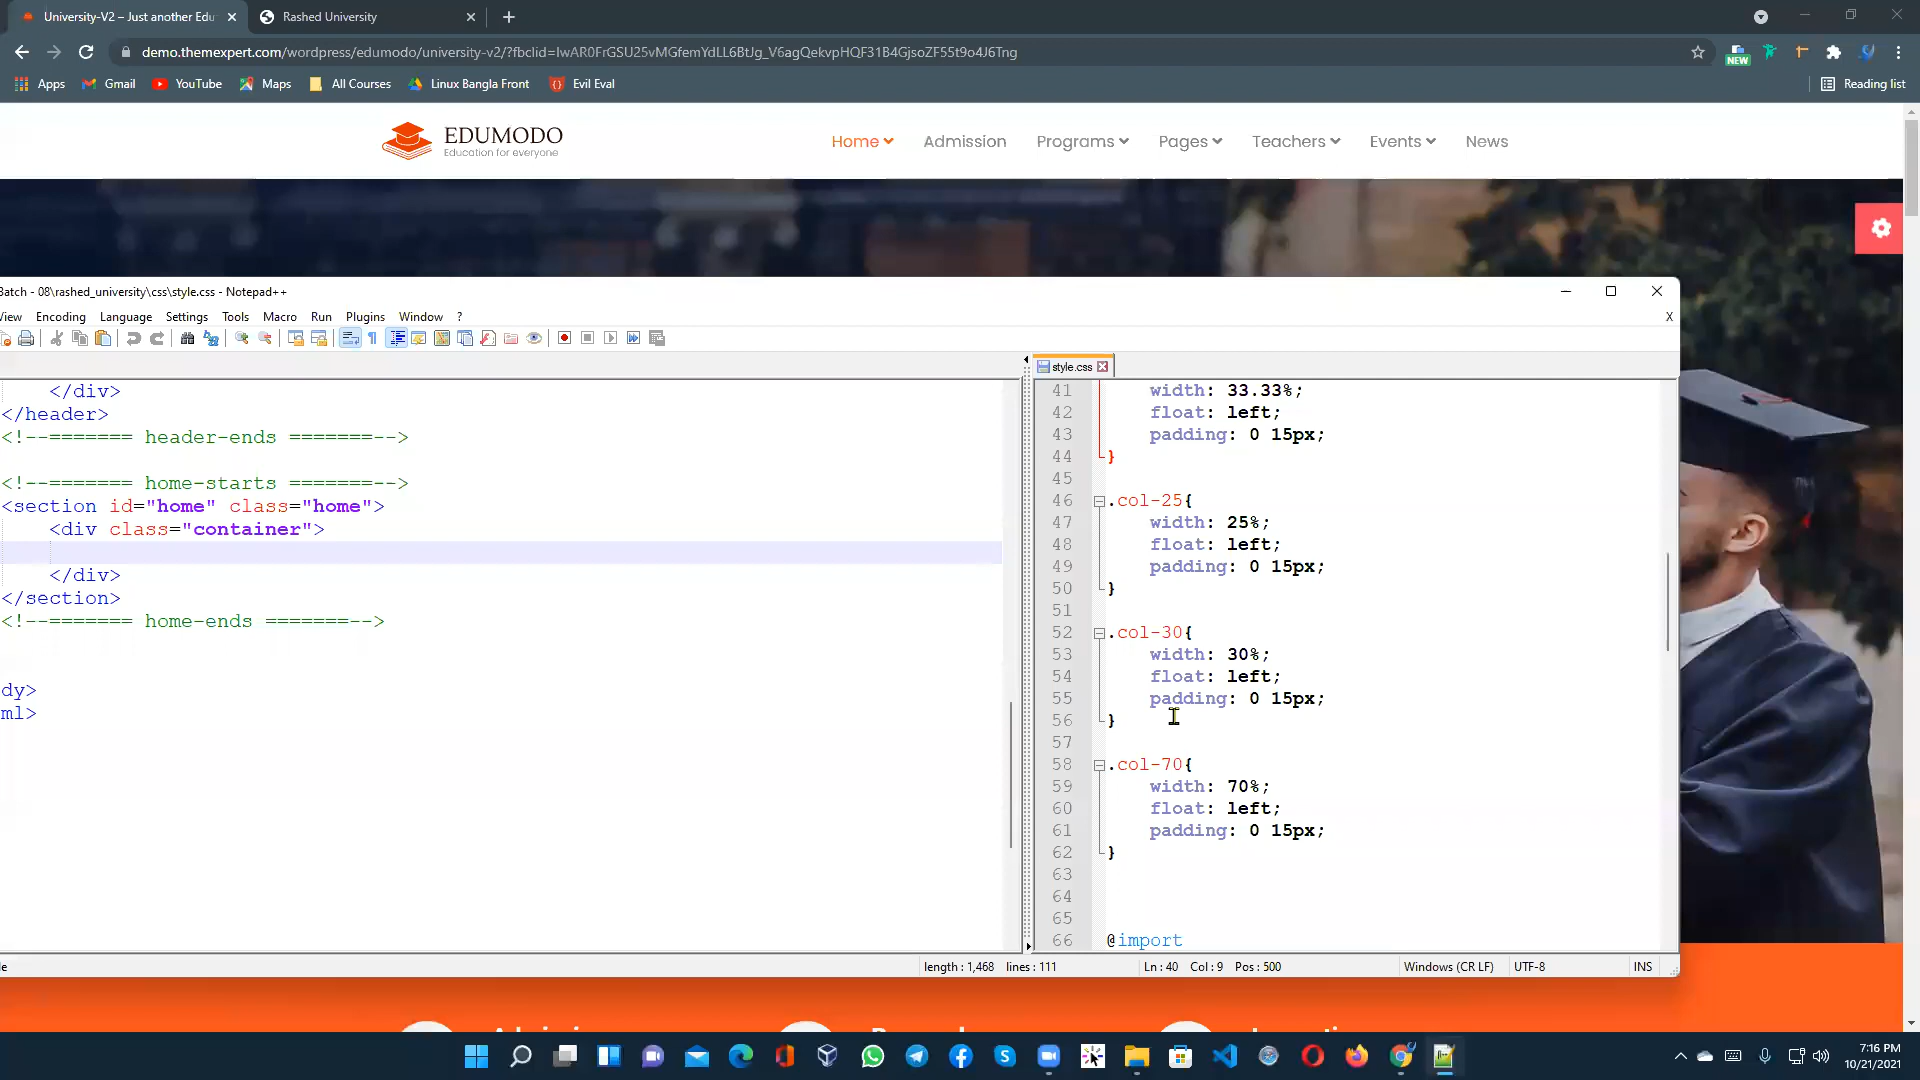 University-V2 – Just another Edu
Rashed University
demo.themexpert.com/wordpress/edumodo/university-v2/?fbclid=IwAR0FrGSU25vMGfemYdLL6BtJg_V6agQekvpHQF31B4GjsoZF55t9o4J6Tng
NEW
Apps
Gmail
YouTube
Maps
All Courses
Linux Bangla Front
Evil Eval
Reading list
EDUMODO
Education for everyone
Home
Admission
Programs
Pages
Teachers
Events
News
Batch - 08\rashed_university\css\style.css - Notepad++
View Encoding Language Settings Tools Macro Run Plugins Window ? X
style.css
</div>
</header>
<!--======= header-ends =======-->
<!--======= home-starts =======-->
<section id="home" class="home">
<div class="container">
</div>
</section>
<!--======= home-ends =======-->
dy>
ml>
41 width: 33.33%;
42 float: left;
43 padding: 0 15px;
44 }
45
46 .col-25{
47 width: 25%;
48 float: left;
49 padding: 0 15px;
50 }
51
52 .col-30{
53 width: 30%;
54 float: left;
55 padding: 0 15px;
56 }
57
58 .col-70{
59 width: 70%;
60 float: left;
61 padding: 0 15px;
62 }
63
64
65
66 @import
le
length : 1,468 lines : 111
Ln : 40 Col : 9 Pos : 500
Windows (CR LF)
UTF-8
INS
7:16 PM
10/21/2021